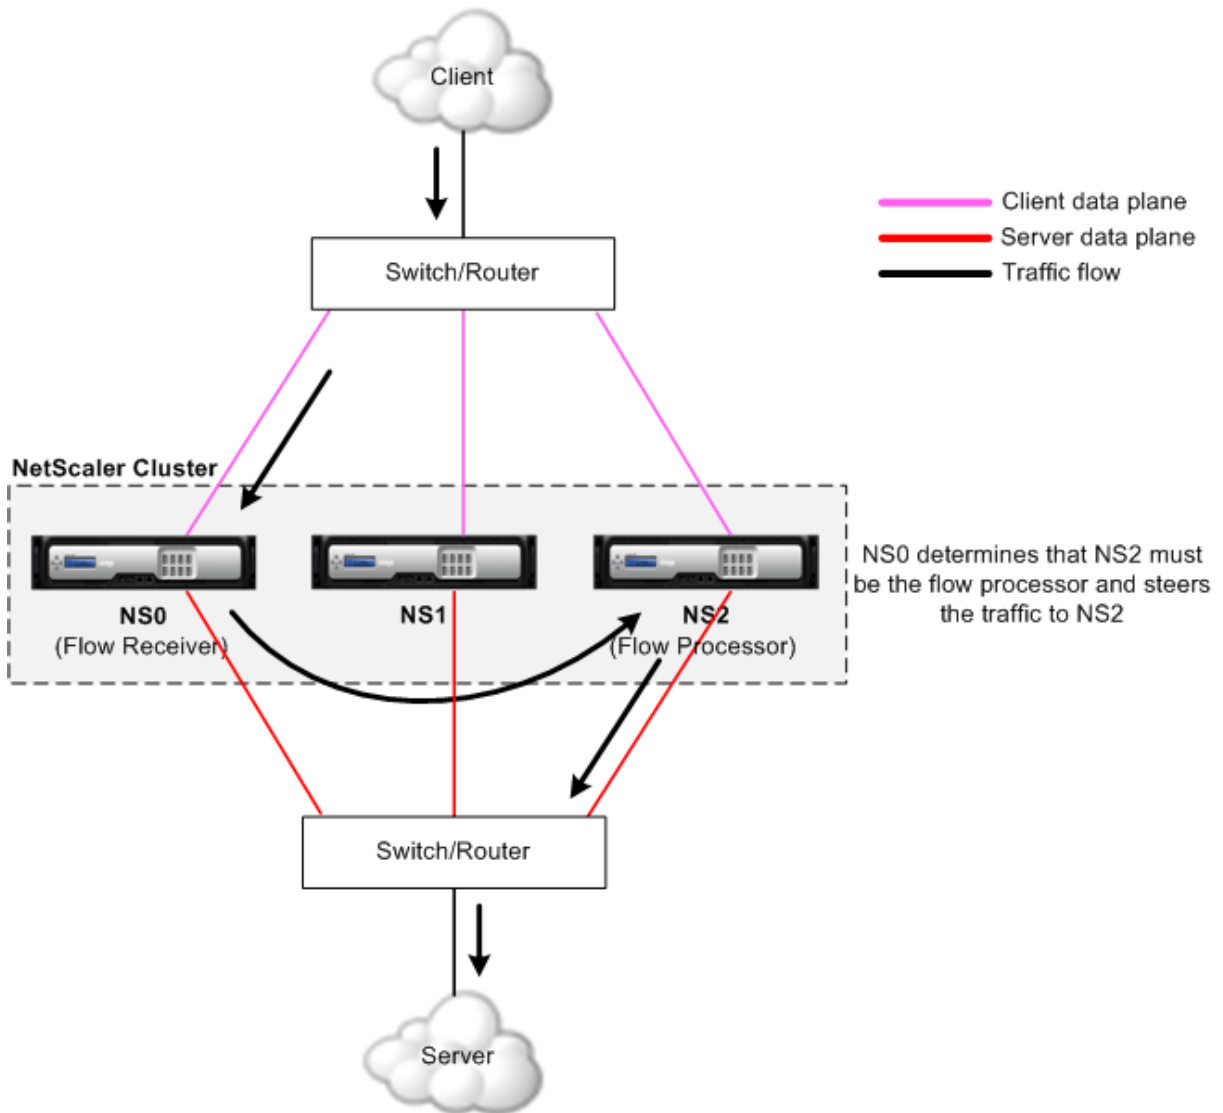 Client
Client data plane
Server data plane
Traffic flow
Switch/Router
NetScaler Cluster
NS0
(Flow Receiver)
NS1
NS2
(Flow Processor)
NS0 determines that NS2 must
be the flow processor and steers
the traffic to NS2
Switch/Router
Server